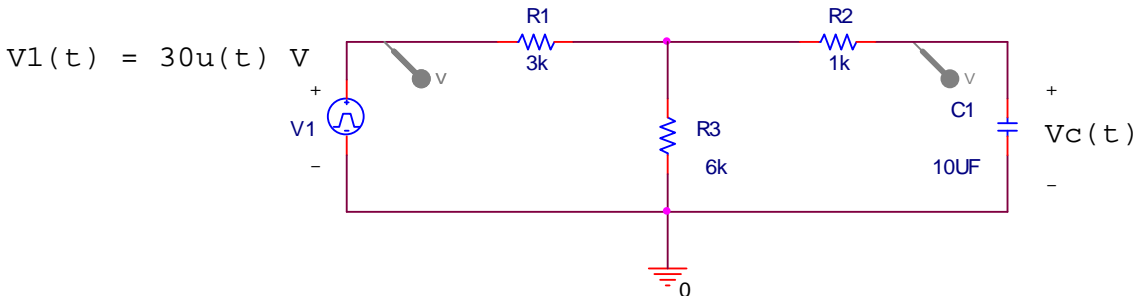 R1
R2
V1(t) = 30u(t) V
3k
1k
V
V
+
+
C1
V1
+
-
R3
Vc(t)
6k
10UF
-
-
0